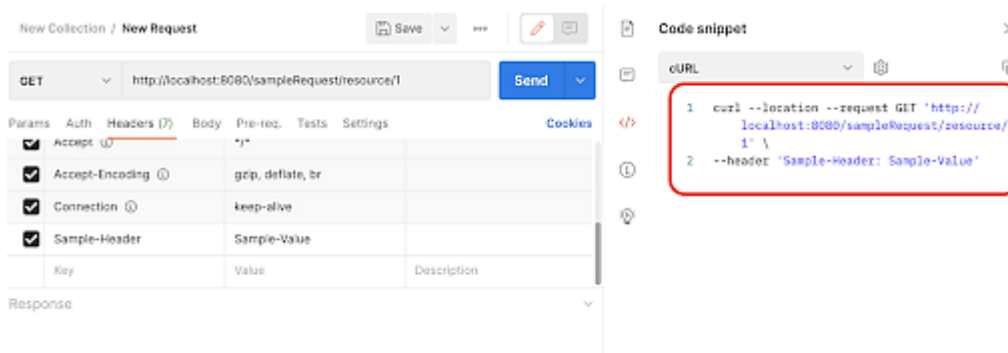 New Collection / New Request
Save
GET
http://localhost:8080/sampleRequest/resource/1
Send
Params Auth Headers (7) Body Pre-req. Tests Settings Cookies
Accept */*
Accept-Encoding gzip, deflate, br
Connection keep-alive
Sample-Header Sample-Value
Key Value Description
Response
Code snippet
cURL
1 curl --location --request GET 'http://
localhost:8080/sampleRequest/resource/
1' \
2 --header 'Sample-Header: Sample-Value'